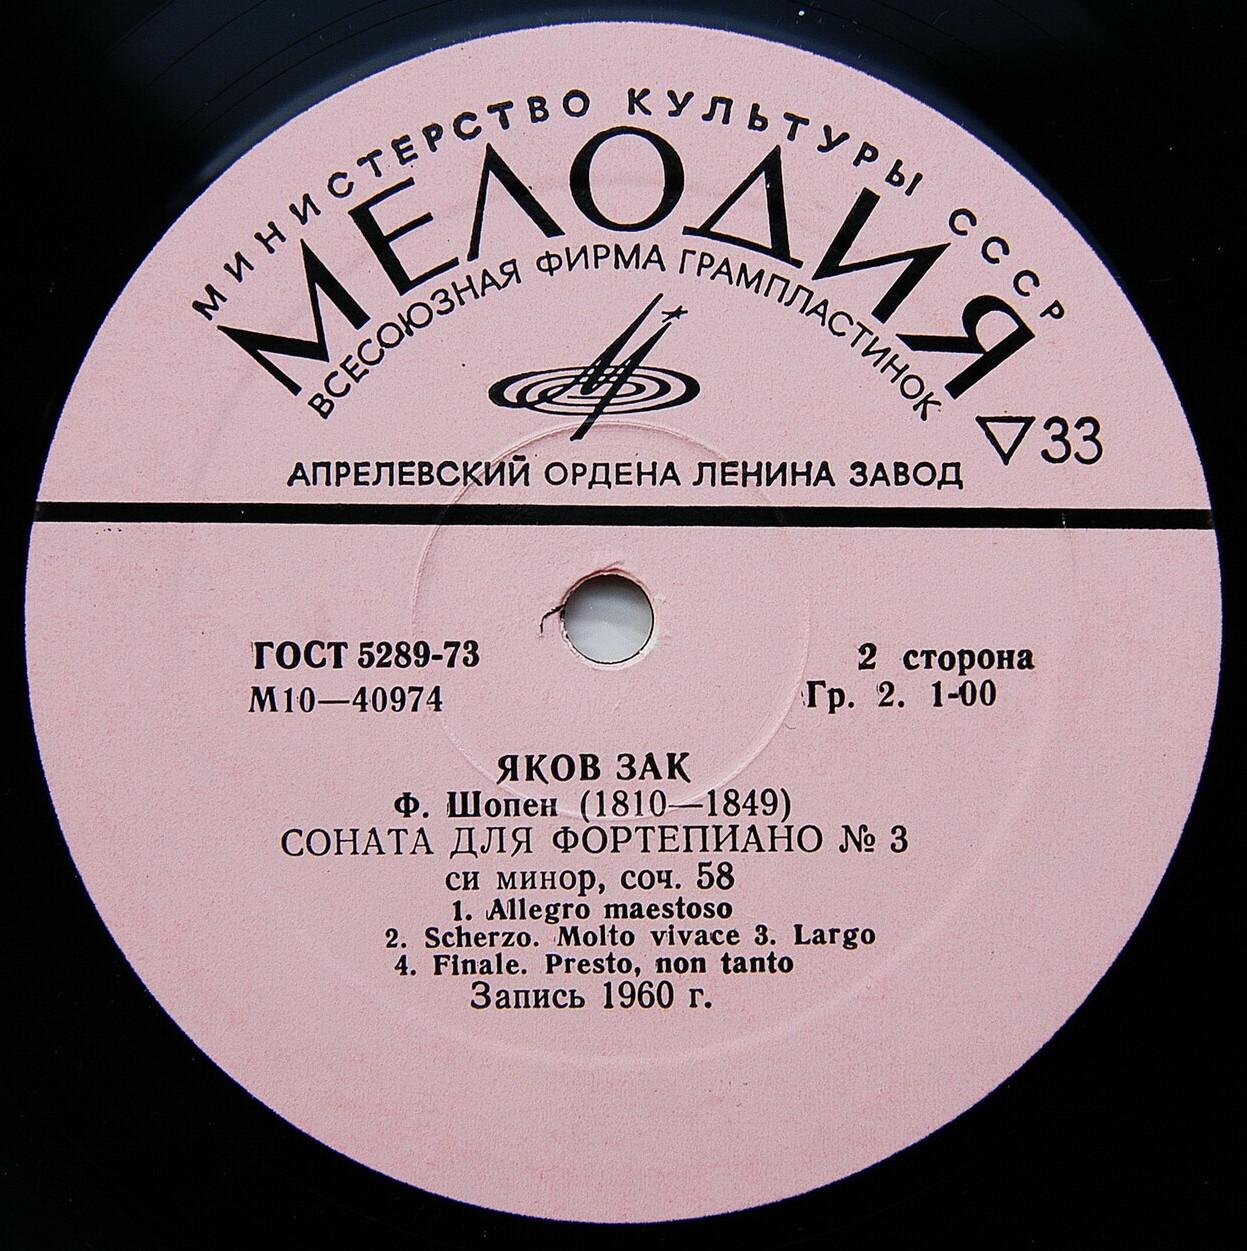 МИНИСТЕРСТВО КУЛЬТУРЫ СССР
МЕЛОДИЯ
ВСЕСОЮЗНАЯ ФИРМА ГРАМПЛАСТИНОК
▽33
АПРЕЛЕВСКИЙ ОРДЕНА ЛЕНИНА ЗАВОД
ГОСТ 5289-73
2 сторона
М10—40974
Гр. 2. 1-00
ЯКОВ ЗАК
Ф. Шопен (1810—1849)
СОНАТА ДЛЯ ФОРТЕПИАНО № 3
си минор, соч. 58
1. Allegro maestoso
2. Scherzo. Molto vivace 3. Largo
4. Finale. Presto, non tanto
Запись 1960 г.